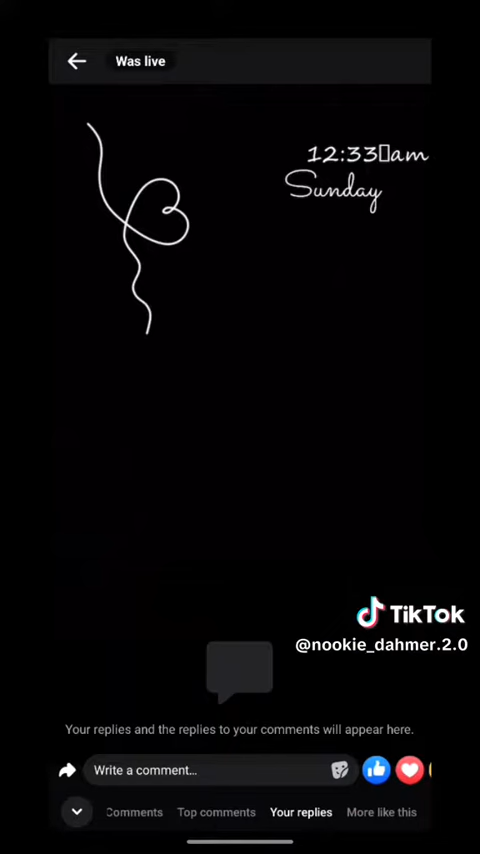 Was live
12:33▯am
Sunday
TikTok
@nookie_dahmer.2.0
Your replies and the replies to your comments will appear here.
Write a comment...
Comments Top comments Your replies More like this